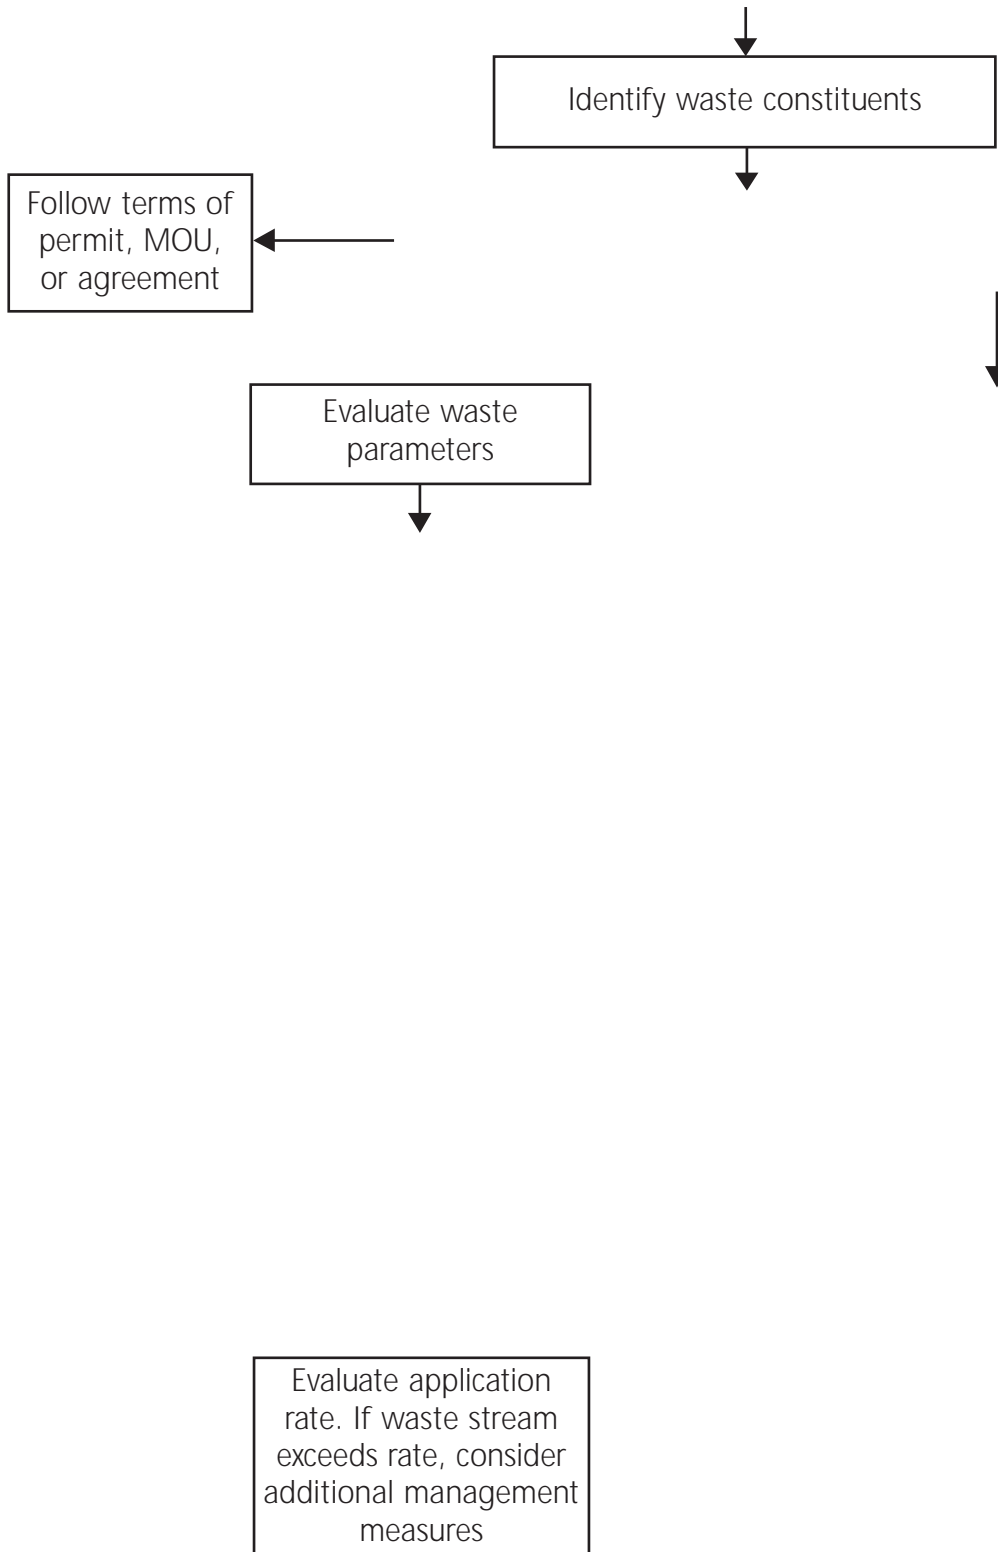 Identify waste constituents
Follow terms of
permit, MOU,
or agreement
Evaluate waste
parameters
Evaluate application
rate. If waste stream
exceeds rate, consider
additional management
measures